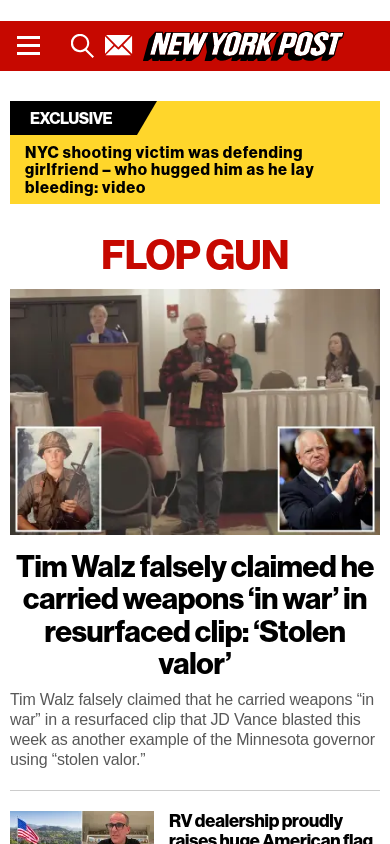 NEW YORK POST
EXCLUSIVE
NYC shooting victim was defending
girlfriend – who hugged him as he lay
bleeding: video
FLOP GUN
Tim Walz falsely claimed he
carried weapons ‘in war’ in
resurfaced clip: ‘Stolen
valor’
Tim Walz falsely claimed that he carried weapons “in
war” in a resurfaced clip that JD Vance blasted this
week as another example of the Minnesota governor
using “stolen valor.”
RV dealership proudly
raises huge American flag